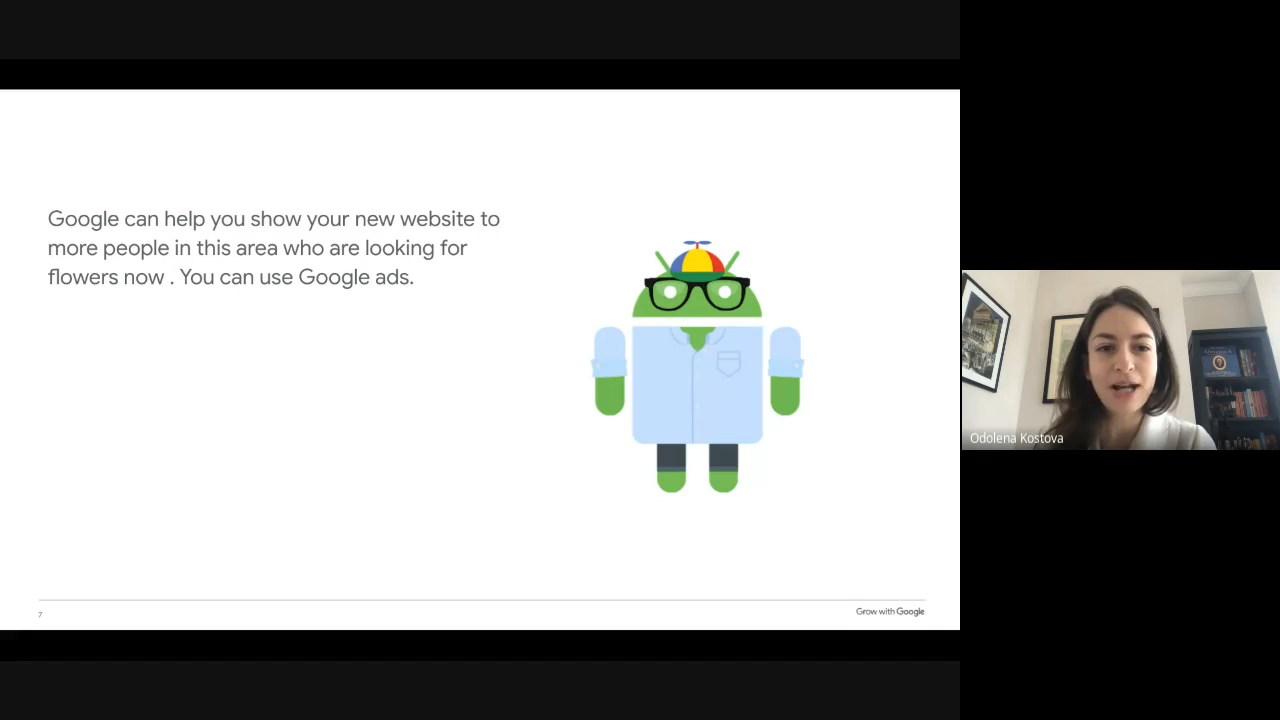 Google can help you show your new website to
more people in this area who are looking for
flowers now . You can use Google ads.
Odolena Kostova
7
Grow with Google